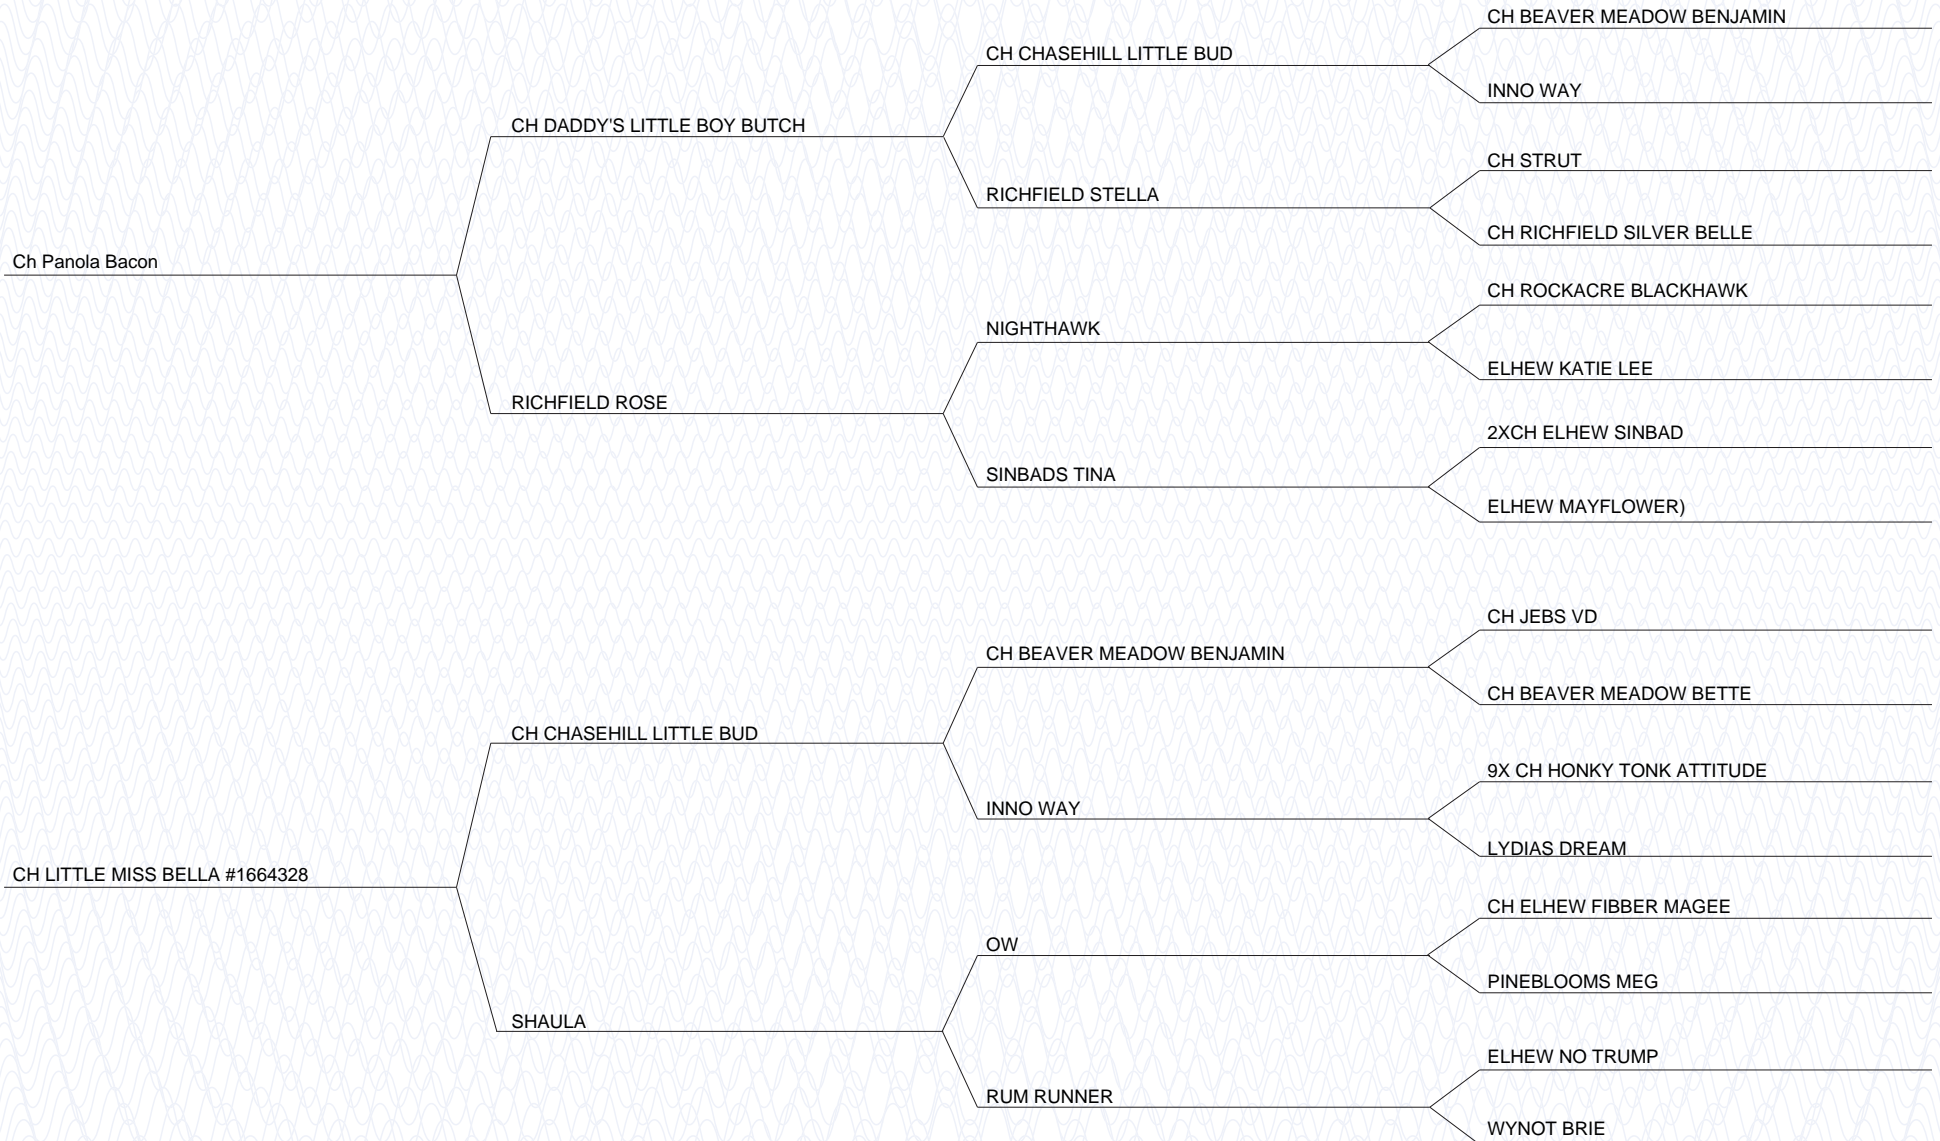 CH BEAVER MEADOW BENJAMIN
CH CHASEHILL LITTLE BUD
INNO WAY
CH DADDY'S LITTLE BOY BUTCH
CH STRUT
RICHFIELD STELLA
CH RICHFIELD SILVER BELLE
Ch Panola Bacon
CH ROCKACRE BLACKHAWK
NIGHTHAWK
ELHEW KATIE LEE
RICHFIELD ROSE
2XCH ELHEW SINBAD
SINBADS TINA
ELHEW MAYFLOWER)
CH JEBS VD
CH BEAVER MEADOW BENJAMIN
CH BEAVER MEADOW BETTE
CH CHASEHILL LITTLE BUD
9X CH HONKY TONK ATTITUDE
INNO WAY
LYDIAS DREAM
CH LITTLE MISS BELLA #1664328
CH ELHEW FIBBER MAGEE
OW
PINEBLOOMS MEG
SHAULA
ELHEW NO TRUMP
RUM RUNNER
WYNOT BRIE